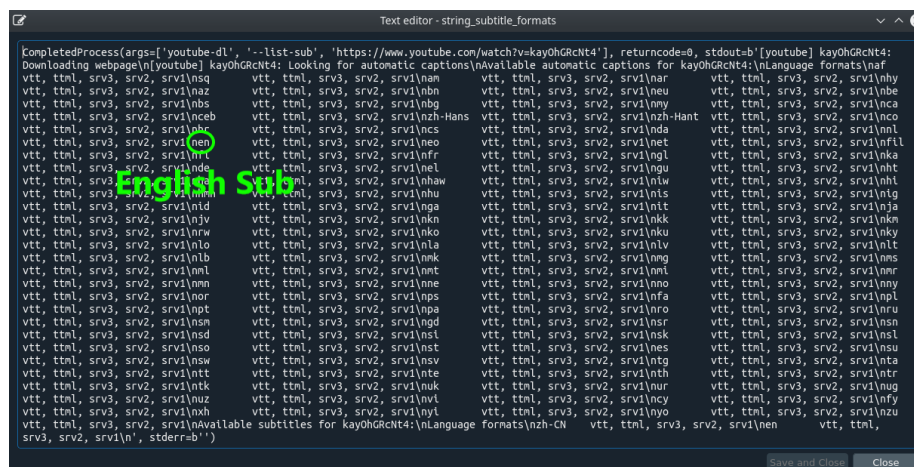 Text editor - string_subtitle_formats
CompletedProcess(args=['youtube-dl', '--list-sub', 'https://www.youtube.com/watch?v=kayOhGRcNt4'], returncode=0, stdout=b'[youtube] kayOhGRcNt4:
Downloading webpage\n[youtube] kayOhGRcNt4: Looking for automatic captions\nAvailable automatic captions for kayOhGRcNt4:\nLanguage formats\naf
vtt, ttml, srv3, srv2, srv1\nsq vtt, ttml, srv3, srv2, srv1\nam vtt, ttml, srv3, srv2, srv1\nar vtt, ttml, srv3, srv2, srv1\nhy
vtt, ttml, srv3, srv2, srv1\naz vtt, ttml, srv3, srv2, srv1\nbn vtt, ttml, srv3, srv2, srv1\neu vtt, ttml, srv3, srv2, srv1\nbe
vtt, ttml, srv3, srv2, srv1\nbs vtt, ttml, srv3, srv2, srv1\nbg vtt, ttml, srv3, srv2, srv1\nmy vtt, ttml, srv3, srv2, srv1\nca
vtt, ttml, srv3, srv2, srv1\nceb vtt, ttml, srv3, srv2, srv1\nzh-Hans vtt, ttml, srv3, srv2, srv1\nzh-Hant vtt, ttml, srv3, srv2, srv1\nco
vtt, ttml, srv3, srv2, srv1\nhr vtt, ttml, srv3, srv2, srv1\ncs vtt, ttml, srv3, srv2, srv1\nda vtt, ttml, srv3, srv2, srv1\nnl
vtt, ttml, srv3, srv2, srv1\nen vtt, ttml, srv3, srv2, srv1\neo vtt, ttml, srv3, srv2, srv1\net vtt, ttml, srv3, srv2, srv1\nfil
vtt, ttml, srv3, srv2, srv1\nfi vtt, ttml, srv3, srv2, srv1\nfr vtt, ttml, srv3, srv2, srv1\ngl vtt, ttml, srv3, srv2, srv1\nka
vtt, ttml, srv3, srv2, srv1\nde vtt, ttml, srv3, srv2, srv1\nel vtt, ttml, srv3, srv2, srv1\ngu vtt, ttml, srv3, srv2, srv1\nht
vtt, ttml, vtt, ttml, srv3, srv2, srv1\nhaw vtt, ttml, srv3, srv2, srv1\niw vtt, ttml, srv3, srv2, srv1\nhi
English Sub
vtt, ttml, srv3, srv2, srv1\nhmn vtt, ttml, srv3, srv2, srv1\nhu vtt, ttml, srv3, srv2, srv1\nis vtt, ttml, srv3, srv2, srv1\nig
vtt, ttml, srv3, srv2, srv1\nid vtt, ttml, srv3, srv2, srv1\nga vtt, ttml, srv3, srv2, srv1\nit vtt, ttml, srv3, srv2, srv1\nja
vtt, ttml, srv3, srv2, srv1\njv vtt, ttml, srv3, srv2, srv1\nkn vtt, ttml, srv3, srv2, srv1\nkk vtt, ttml, srv3, srv2, srv1\nkm
vtt, ttml, srv3, srv2, srv1\nrw vtt, ttml, srv3, srv2, srv1\nko vtt, ttml, srv3, srv2, srv1\nku vtt, ttml, srv3, srv2, srv1\nky
vtt, ttml, srv3, srv2, srv1\nlo vtt, ttml, srv3, srv2, srv1\nla vtt, ttml, srv3, srv2, srv1\nlv vtt, ttml, srv3, srv2, srv1\nlt
vtt, ttml, srv3, srv2, srv1\nlb vtt, ttml, srv3, srv2, srv1\nmk vtt, ttml, srv3, srv2, srv1\nmg vtt, ttml, srv3, srv2, srv1\nms
vtt, ttml, srv3, srv2, srv1\nml vtt, ttml, srv3, srv2, srv1\nmt vtt, ttml, srv3, srv2, srv1\nmi vtt, ttml, srv3, srv2, srv1\nmr
vtt, ttml, srv3, srv2, srv1\nmn vtt, ttml, srv3, srv2, srv1\nne vtt, ttml, srv3, srv2, srv1\nno vtt, ttml, srv3, srv2, srv1\nny
vtt, ttml, srv3, srv2, srv1\nor vtt, ttml, srv3, srv2, srv1\nps vtt, ttml, srv3, srv2, srv1\nfa vtt, ttml, srv3, srv2, srv1\npl
vtt, ttml, srv3, srv2, srv1\npt vtt, ttml, srv3, srv2, srv1\npa vtt, ttml, srv3, srv2, srv1\nro vtt, ttml, srv3, srv2, srv1\nru
vtt, ttml, srv3, srv2, srv1\nsm vtt, ttml, srv3, srv2, srv1\ngd vtt, ttml, srv3, srv2, srv1\nsr vtt, ttml, srv3, srv2, srv1\nsn
vtt, ttml, srv3, srv2, srv1\nsd vtt, ttml, srv3, srv2, srv1\nsi vtt, ttml, srv3, srv2, srv1\nsk vtt, ttml, srv3, srv2, srv1\nsl
vtt, ttml, srv3, srv2, srv1\nso vtt, ttml, srv3, srv2, srv1\nst vtt, ttml, srv3, srv2, srv1\nes vtt, ttml, srv3, srv2, srv1\nsu
vtt, ttml, srv3, srv2, srv1\nsw vtt, ttml, srv3, srv2, srv1\nsv vtt, ttml, srv3, srv2, srv1\ntg vtt, ttml, srv3, srv2, srv1\nta
vtt, ttml, srv3, srv2, srv1\ntt vtt, ttml, srv3, srv2, srv1\nte vtt, ttml, srv3, srv2, srv1\nth vtt, ttml, srv3, srv2, srv1\ntr
vtt, ttml, srv3, srv2, srv1\ntk vtt, ttml, srv3, srv2, srv1\nuk vtt, ttml, srv3, srv2, srv1\nur vtt, ttml, srv3, srv2, srv1\nug
vtt, ttml, srv3, srv2, srv1\nuz vtt, ttml, srv3, srv2, srv1\nvi vtt, ttml, srv3, srv2, srv1\ncy vtt, ttml, srv3, srv2, srv1\nfy
vtt, ttml, srv3, srv2, srv1\nxh vtt, ttml, srv3, srv2, srv1\nyi vtt, ttml, srv3, srv2, srv1\nyo vtt, ttml, srv3, srv2, srv1\nzu
vtt, ttml, srv3, srv2, srv1\nAvailable subtitles for kayOhGRcNt4:\nLanguage formats\nzh-CN vtt, ttml, srv3, srv2, srv1\nen vtt, ttml,
srv3, srv2, srv1\n', stderr=b'')
Save and Close Close